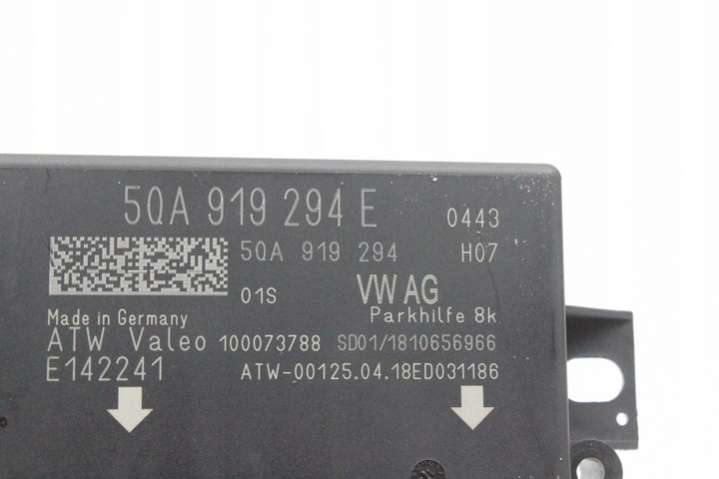 5QA 919 294 E 0443
5QA 919 294 H07
01S VW AG
Made in Germany Parkhilfe 8k
ATW Valeo 100073788 SD01/1810656966
E142241 ATW-00125.04.18ED031186